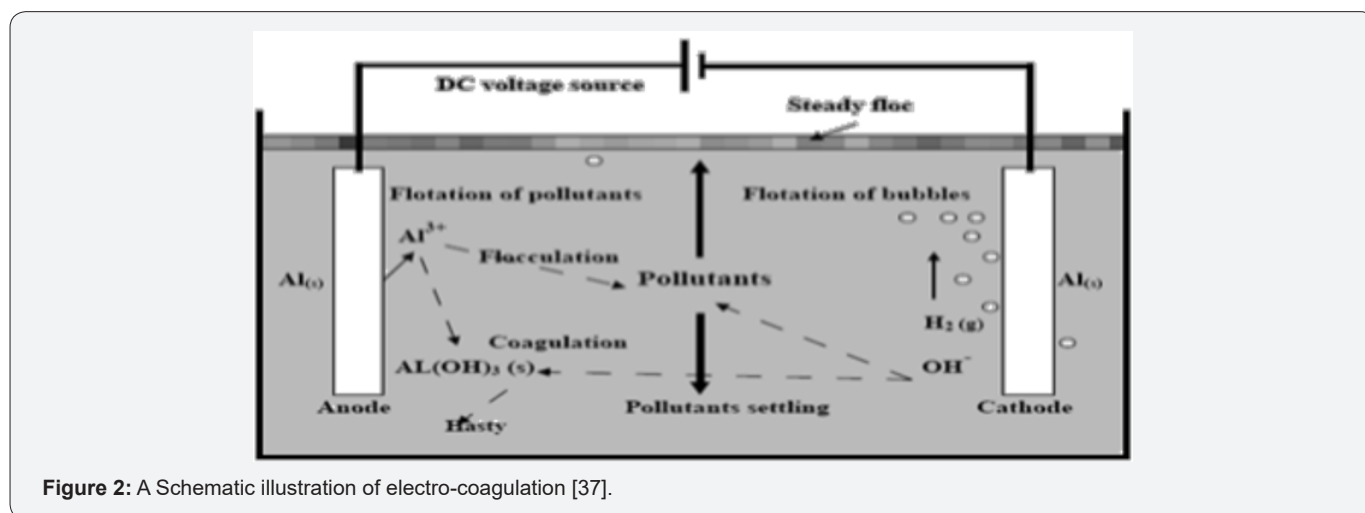 DC voltage source
Steady floc
Flotation of pollutants
Flotation of bubbles
Al³⁺
Flocculation
Al₍ₛ₎
Pollutants
Al₍ₛ₎
H₂ (g)
Coagulation
AL(OH)₃ (s)
OH⁻
Anode
Pollutants settling
Cathode
Hasty
Figure 2: A Schematic illustration of electro-coagulation [37].